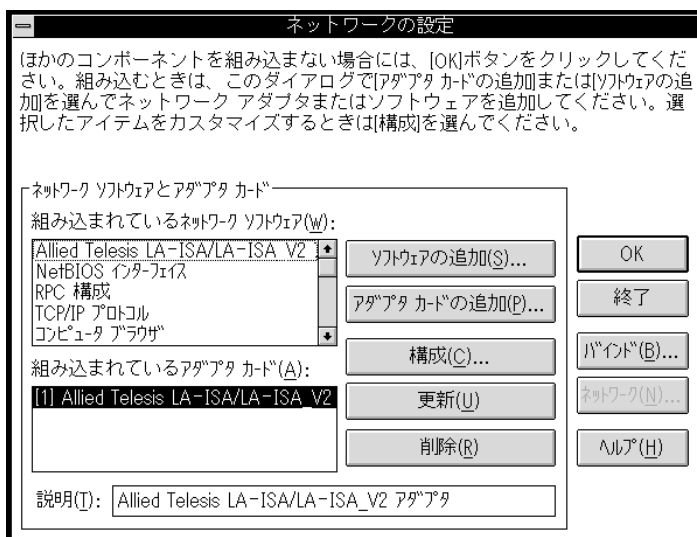 ネットワークの設定
ほかのコンポーネントを組み込まない場合には、[OK]ボタンをクリックしてくだ
さい。組み込むときは、このダイアログで[ｱﾀﾞﾌﾟﾀ ｶｰﾄﾞの追加]または[ｿﾌﾄｳｪｱの追
加]を選んでネットワーク アダプタまたはソフトウェアを追加してください。選
択したアイテムをカスタマイズするときは[構成]を選んでください。
ﾈｯﾄﾜｰｸ ｿﾌﾄｳｪｱとｱﾀﾞﾌﾟﾀ ｶｰﾄﾞ
組み込まれているﾈｯﾄﾜｰｸ ｿﾌﾄｳｪｱ(W):
Allied Telesis LA-ISA/LA-ISA_V2
NetBIOS ｲﾝﾀｰﾌｪｲｽ
RPC 構成
TCP/IP ﾌﾟﾛﾄｺﾙ
ｺﾝﾋﾟｭｰﾀ ﾌﾞﾗｳｻﾞ
ｿﾌﾄｳｪｱの追加(S)...
ｱﾀﾞﾌﾟﾀ ｶｰﾄﾞの追加(P)...
構成(C)...
更新(U)
削除(R)
組み込まれているｱﾀﾞﾌﾟﾀ ｶｰﾄﾞ(A):
[1] Allied Telesis LA-ISA/LA-ISA_V2
説明(T):
Allied Telesis LA-ISA/LA-ISA_V2 ｱﾀﾞﾌﾟﾀ
OK
終了
ﾊﾞｲﾝﾄﾞ(B)...
ﾈｯﾄﾜｰｸ(N)...
ﾍﾙﾌﾟ(H)